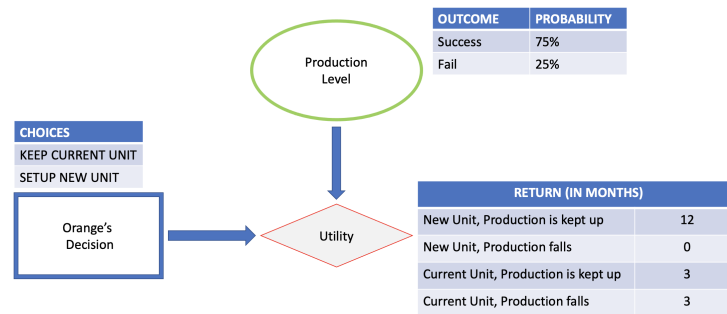 OUTCOME PROBABILITY
Success 75%
Fail 25%
Production
Level
CHOICES
KEEP CURRENT UNIT
SETUP NEW UNIT
Orange's
Decision
Utility
RETURN (IN MONTHS)
New Unit, Production is kept up 12
New Unit, Production falls 0
Current Unit, Production is kept up 3
Current Unit, Production falls 3